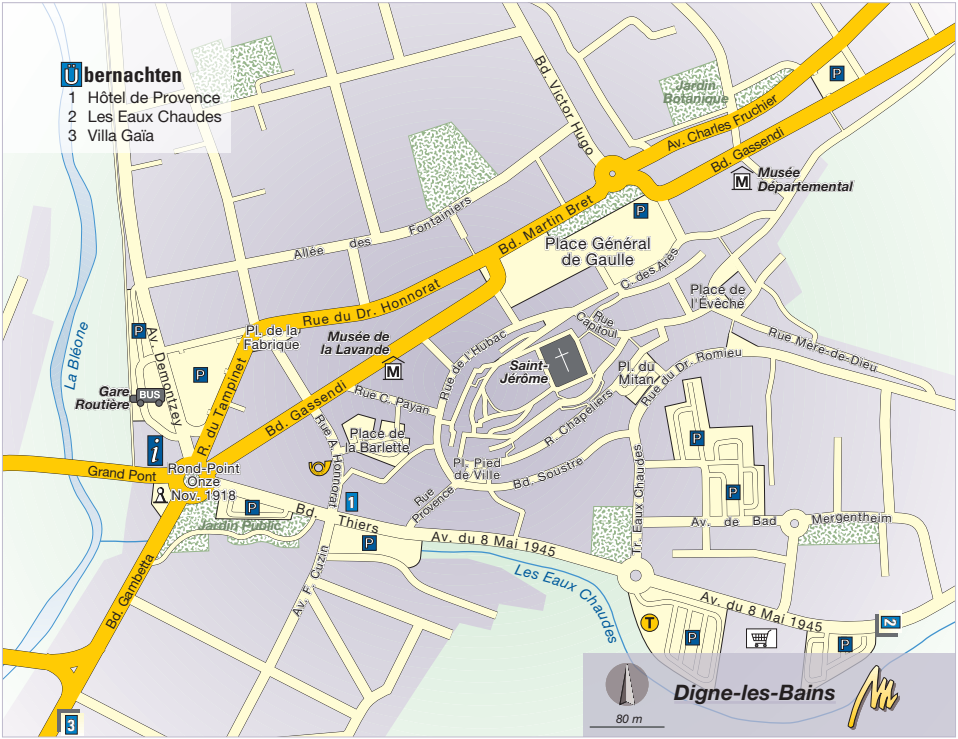 Übernachten
1 Hôtel de Provence
2 Les Eaux Chaudes
3 Villa Gaïa
Bd. Victor Hugo
Jardin
Botanique
P
Av. Charles Fruchier
Bd. Gassendi
M
Musée
Départemental
P
Allée des Fontainiers
Bd. Martin Bret
Place Général
de Gaulle
C. des Arès
Place de
l'Évêché
La Bléone
Rue du Dr. Honnorat
Rue
Capitoul
P
Av. Demontzey
Pl. de la
Fabrique
Musée de
la Lavande
M
Rue de l'Hubac
Rue Mère-de-Dieu
P
R. du Tampinet
Bd. Gassendi
Saint-
Jérôme
Pl. du
Mitan
Rue du Dr. Romieu
Gare
Routière
BUS
Rue C. Payan
Rue A. Honnorat
Place de
la Barlette
R. Chapeliers
P
i
Grand Pont
Rond-Point
Onze
Nov. 1918
Pl. Pied
de Ville
Bd. Soustre
Tr. Eaux Chaudes
P
Rue
Provence
1
P
Jardin Public
Bd. Thiers
Av. de Bad Mergentheim
P
Av. du 8 Mai 1945
Av. F. Cuzin
Bd. Gambetta
Les Eaux Chaudes
Av. du 8 Mai 1945
T
P
P
2
3
80 m
Digne-les-Bains